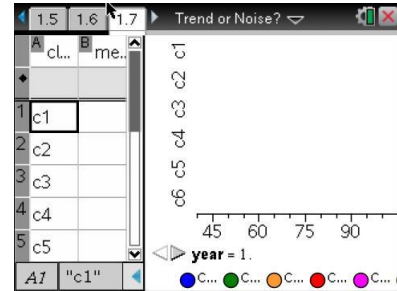 1.5 1.6 1.7 Trend or Noise?
A cl... B me..
1 c1
2 c2
3 c3
4 c4
5 c5
A1 "c1"
c1
c2
c3
c4
c5
c6
45 60 75 90
year = 1.
C... C... C... C... C...